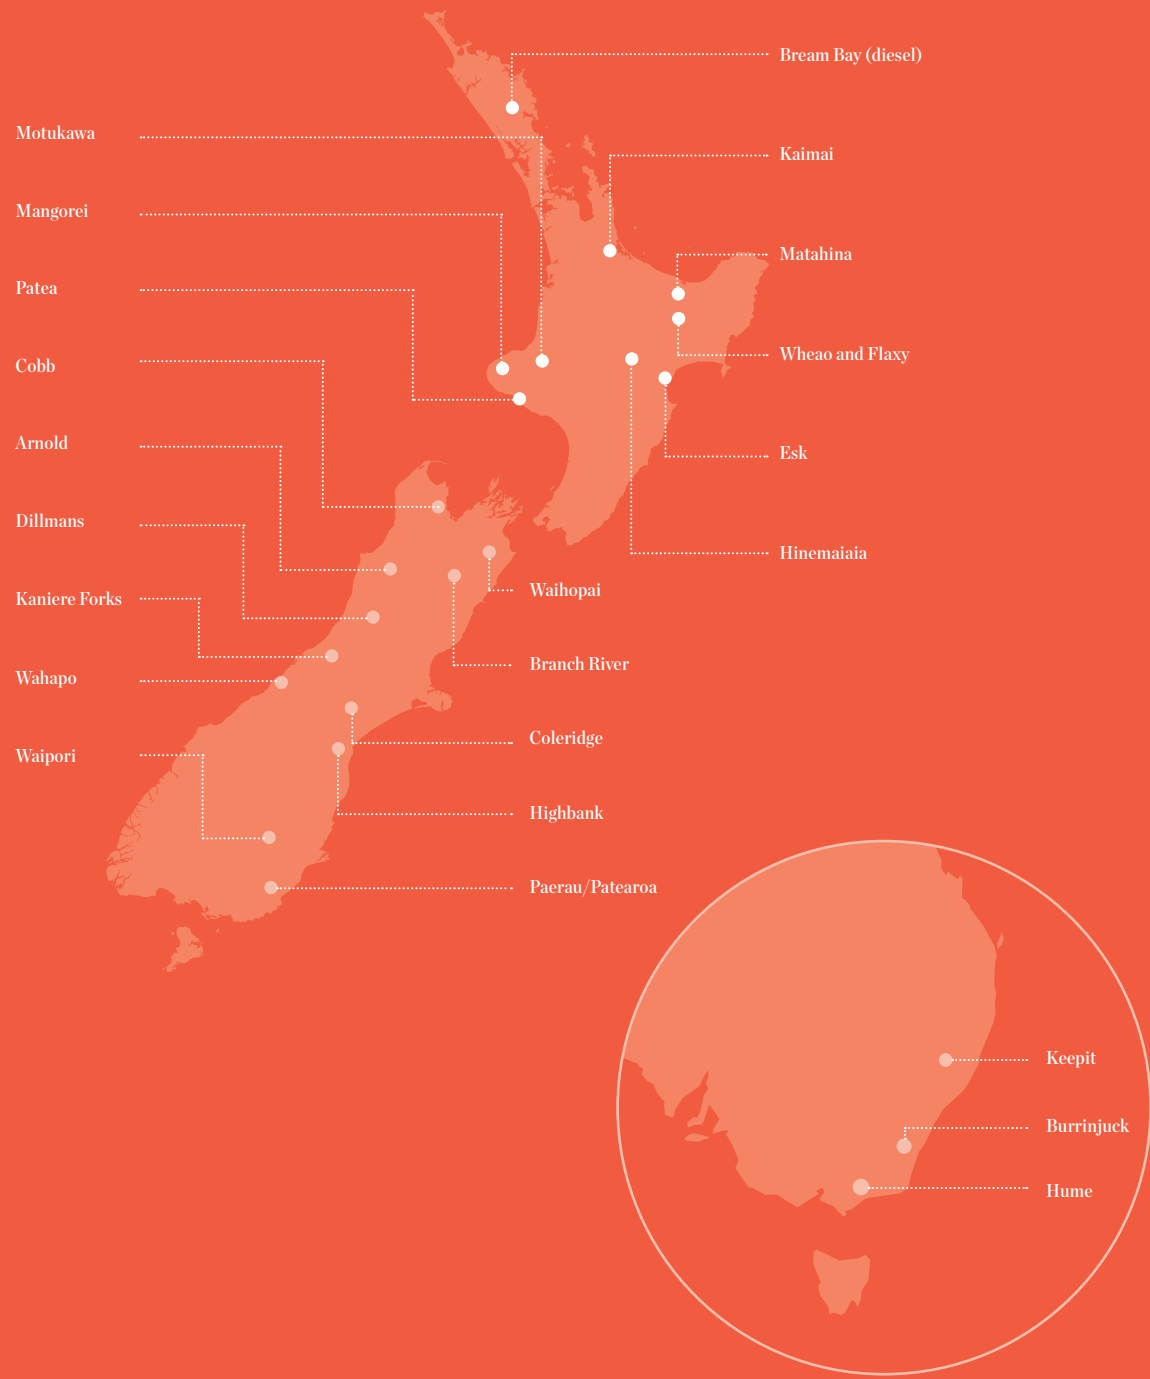 Bream Bay (diesel)
Motukawa
Kaimai
Mangorei
Matahina
Patea
Wheao and Flaxy
Cobb
Arnold
Esk
Dillmans
Hinemaiaia
Waihopai
Kaniere Forks
Branch River
Wahapo
Coleridge
Waipori
Highbank
Paerau/Patearoa
Keepit
Burrinjuck
Hume